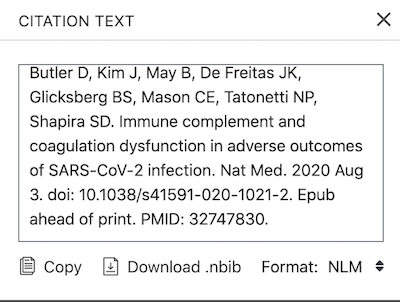 CITATION TEXT
Butler D, Kim J, May B, De Freitas JK,
Glicksberg BS, Mason CE, Tatonetti NP,
Shapira SD. Immune complement and
coagulation dysfunction in adverse outcomes
of SARS-CoV-2 infection. Nat Med. 2020 Aug
3. doi: 10.1038/s41591-020-1021-2. Epub
ahead of print. PMID: 32747830.
Copy Download .nbib Format: NLM